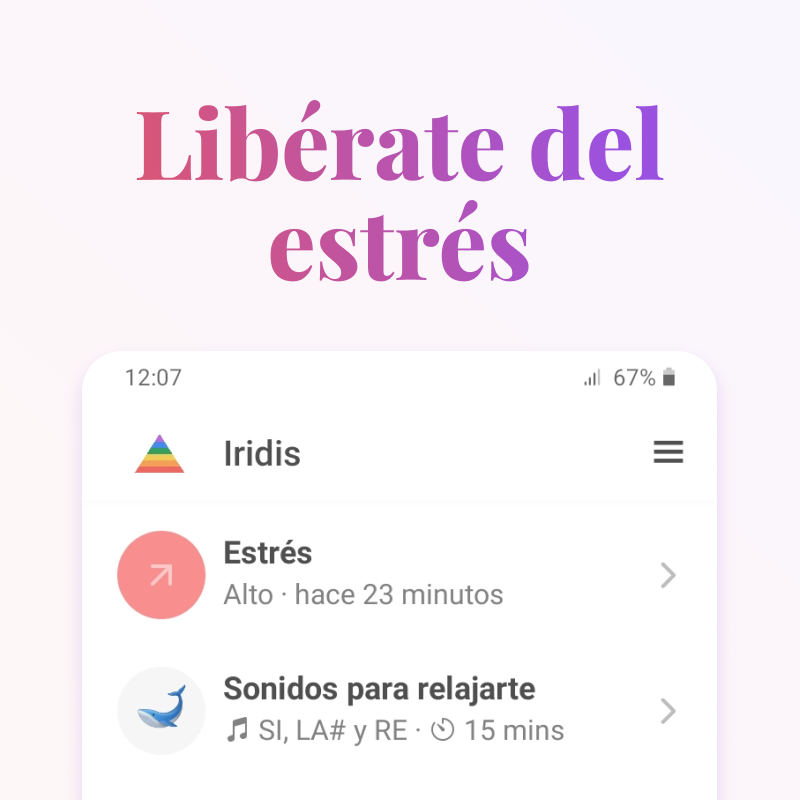 Libérate del
estrés
12:07 67%
Iridis
Estrés
Alto · hace 23 minutos
Sonidos para relajarte
🎵 SI, LA# y RE · ⏱ 15 mins